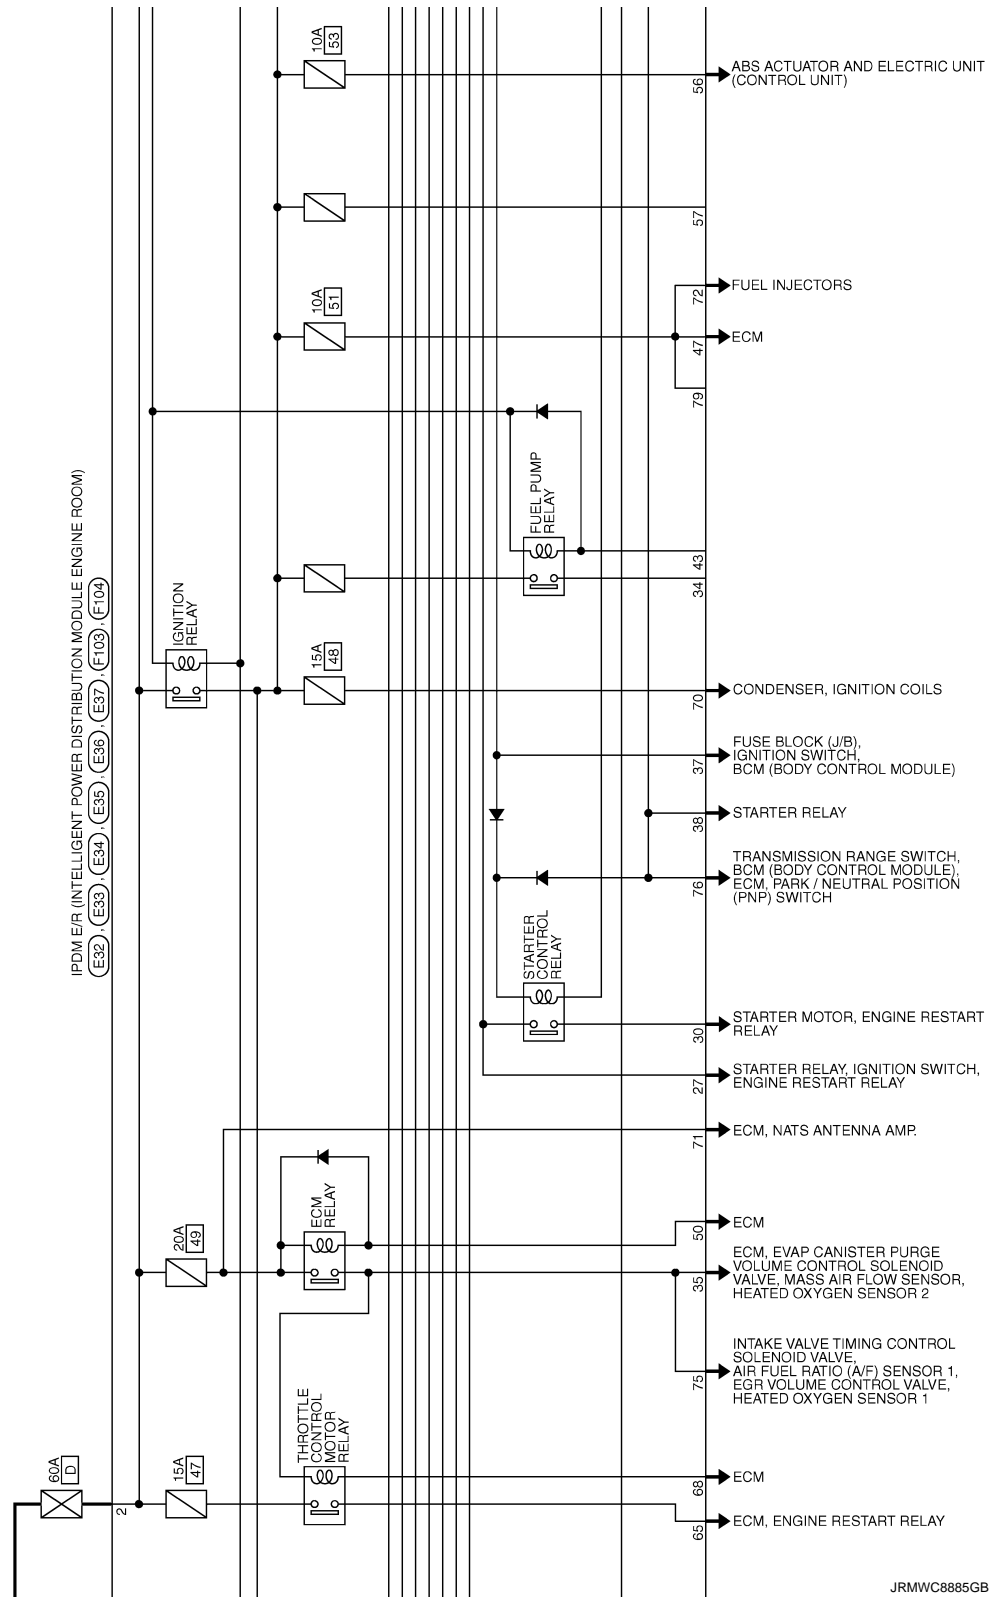 10A
53
ABS ACTUATOR AND ELECTRIC UNIT
(CONTROL UNIT)
56
57
10A
51
FUEL INJECTORS
72
ECM
47
79
FUEL PUMP
RELAY
43
34
IPDM E/R (INTELLIGENT POWER DISTRIBUTION MODULE ENGINE ROOM)
E32 , E33 , E34 , E35 , E36 , E37 , F103 , F104
IGNITION
RELAY
15A
48
CONDENSER, IGNITION COILS
70
FUSE BLOCK (J/B),
IGNITION SWITCH,
BCM (BODY CONTROL MODULE)
37
STARTER RELAY
38
TRANSMISSION RANGE SWITCH,
BCM (BODY CONTROL MODULE),
ECM, PARK / NEUTRAL POSITION
(PNP) SWITCH
76
STARTER
CONTROL
RELAY
STARTER MOTOR, ENGINE RESTART
RELAY
30
STARTER RELAY, IGNITION SWITCH,
ENGINE RESTART RELAY
27
ECM, NATS ANTENNA AMP.
71
ECM
RELAY
20A
49
ECM
50
ECM, EVAP CANISTER PURGE
VOLUME CONTROL SOLENOID
VALVE, MASS AIR FLOW SENSOR,
HEATED OXYGEN SENSOR 2
35
INTAKE VALVE TIMING CONTROL
SOLENOID VALVE,
AIR FUEL RATIO (A/F) SENSOR 1,
EGR VOLUME CONTROL VALVE,
HEATED OXYGEN SENSOR 1
75
THROTTLE
CONTROL
MOTOR
RELAY
60A
D
15A
47
2
ECM
68
ECM, ENGINE RESTART RELAY
65
JRMWC8885GB